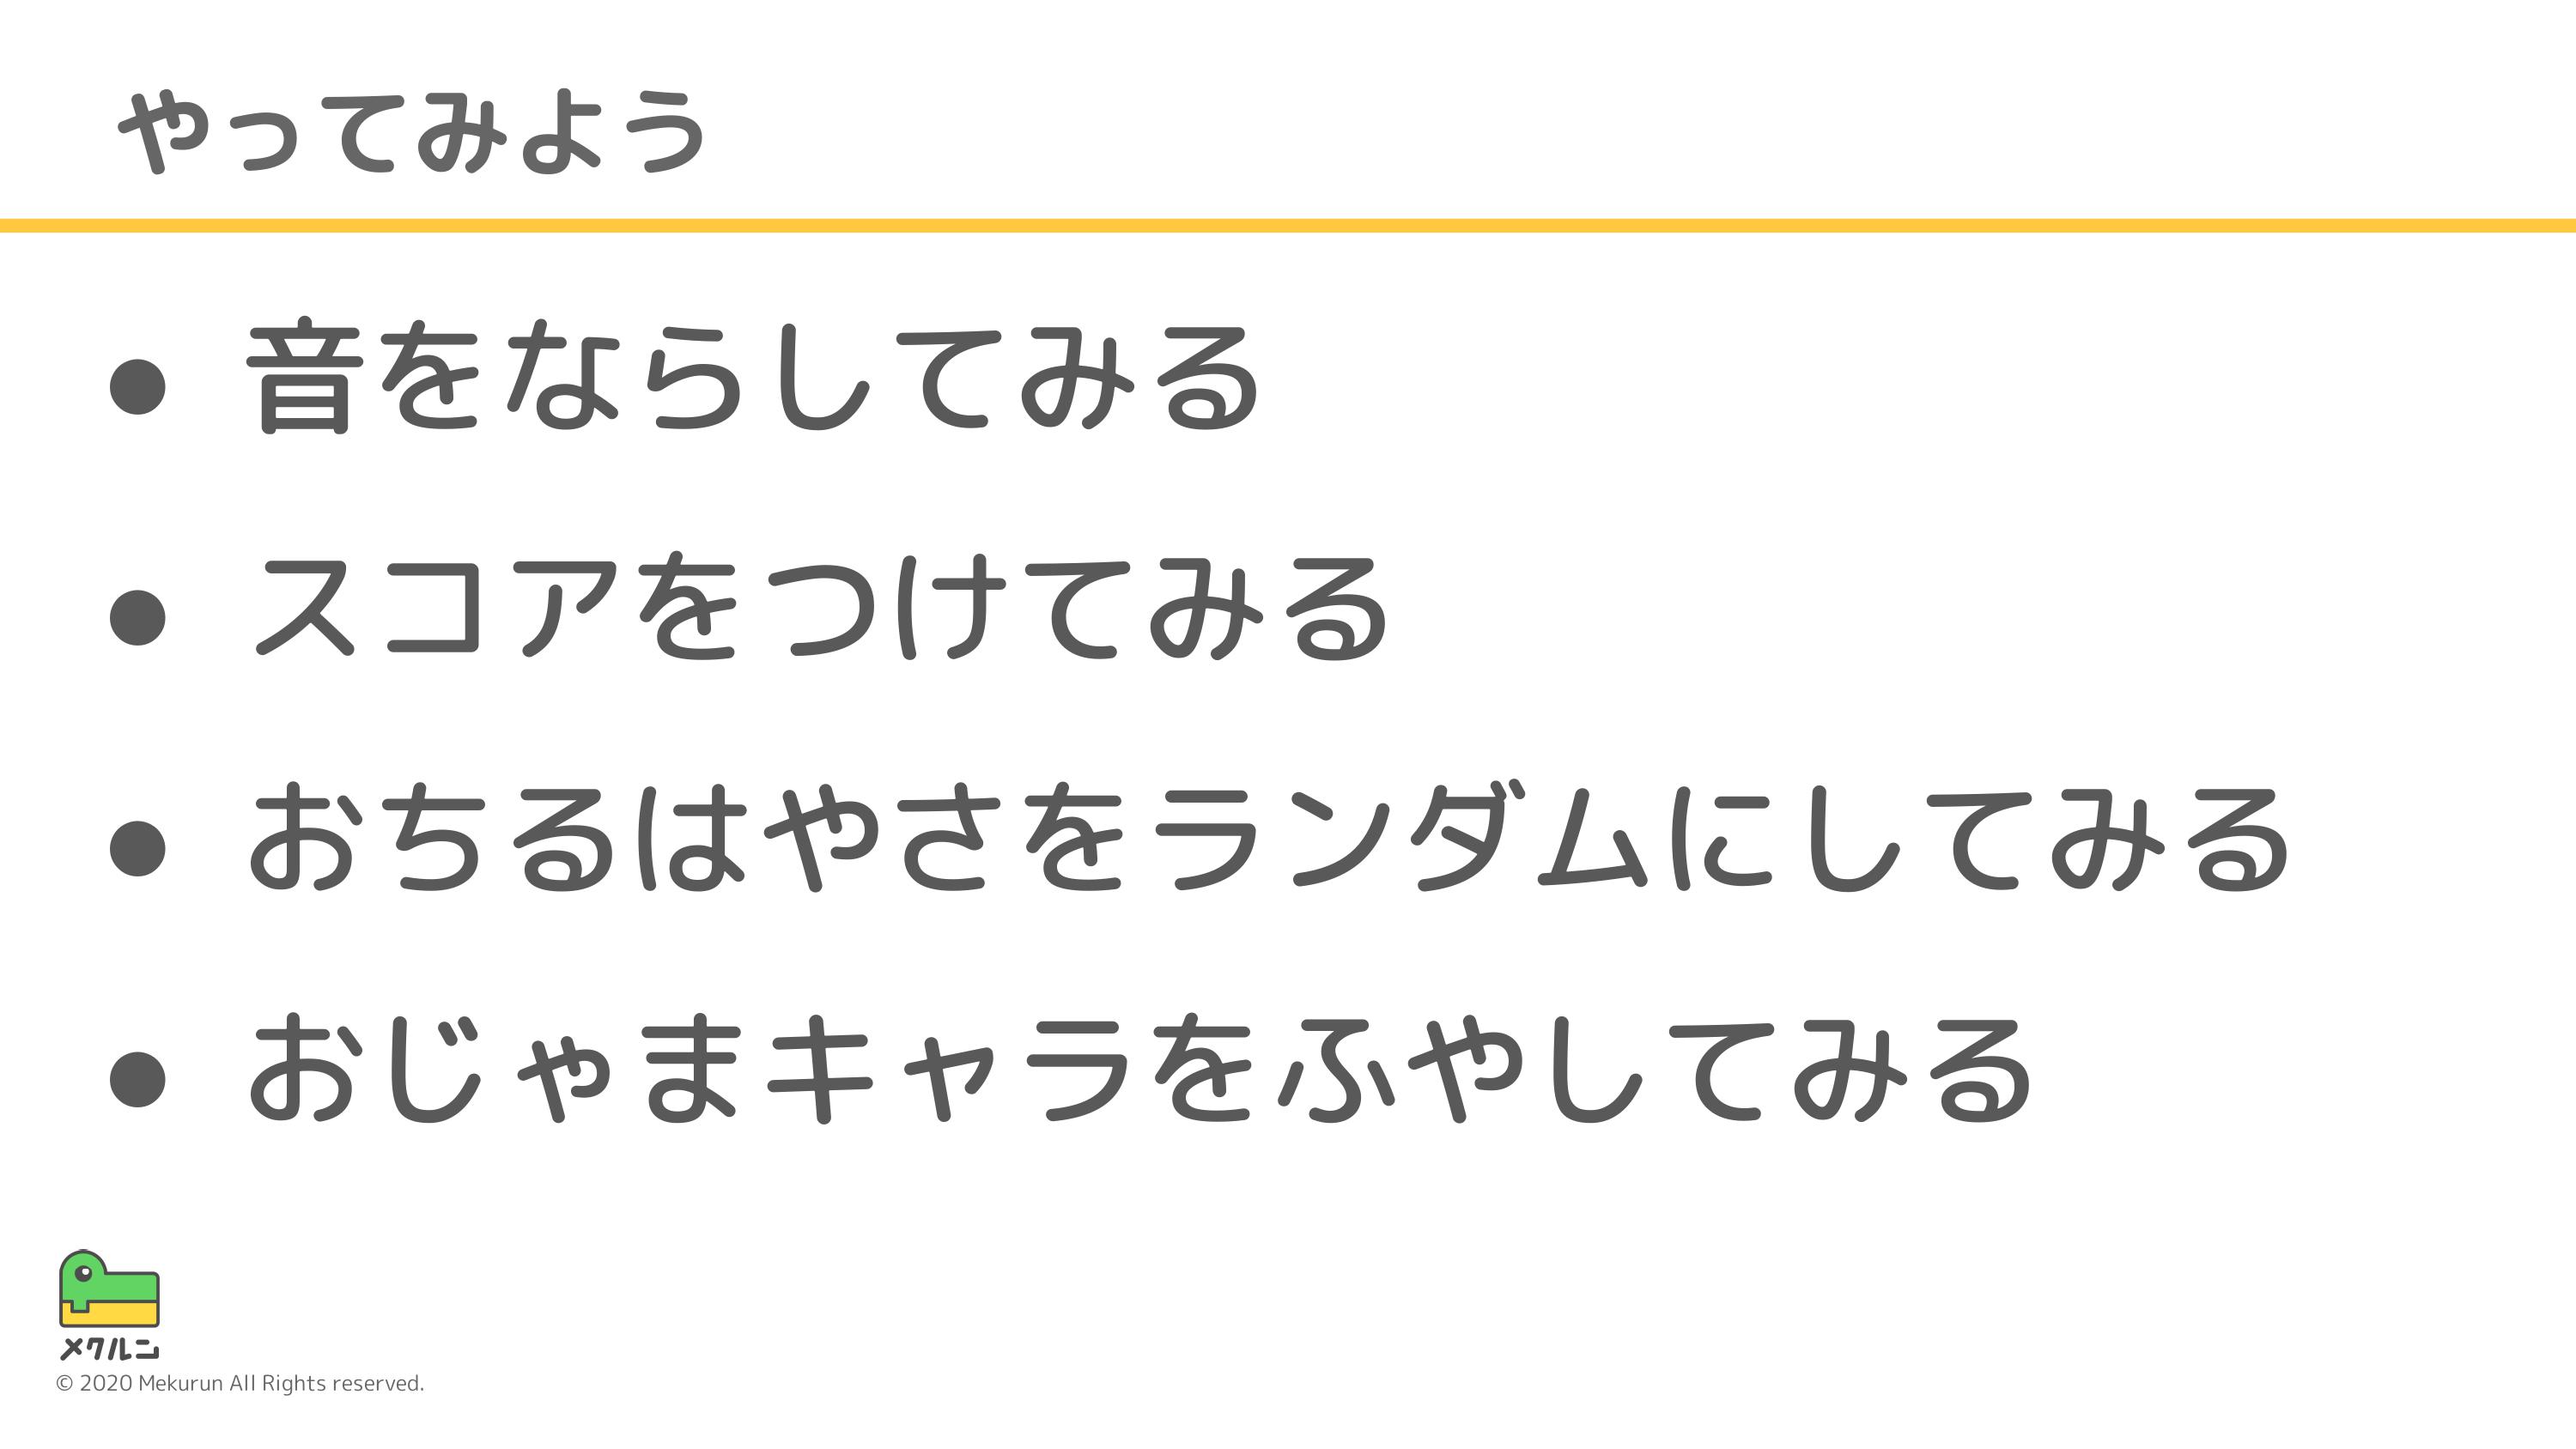 やってみよう
● 音をならしてみる
● スコアをつけてみる
● おちるはやさをランダムにしてみる
● おじゃまキャラをふやしてみる
メクルン
© 2020 Mekurun All Rights reserved.